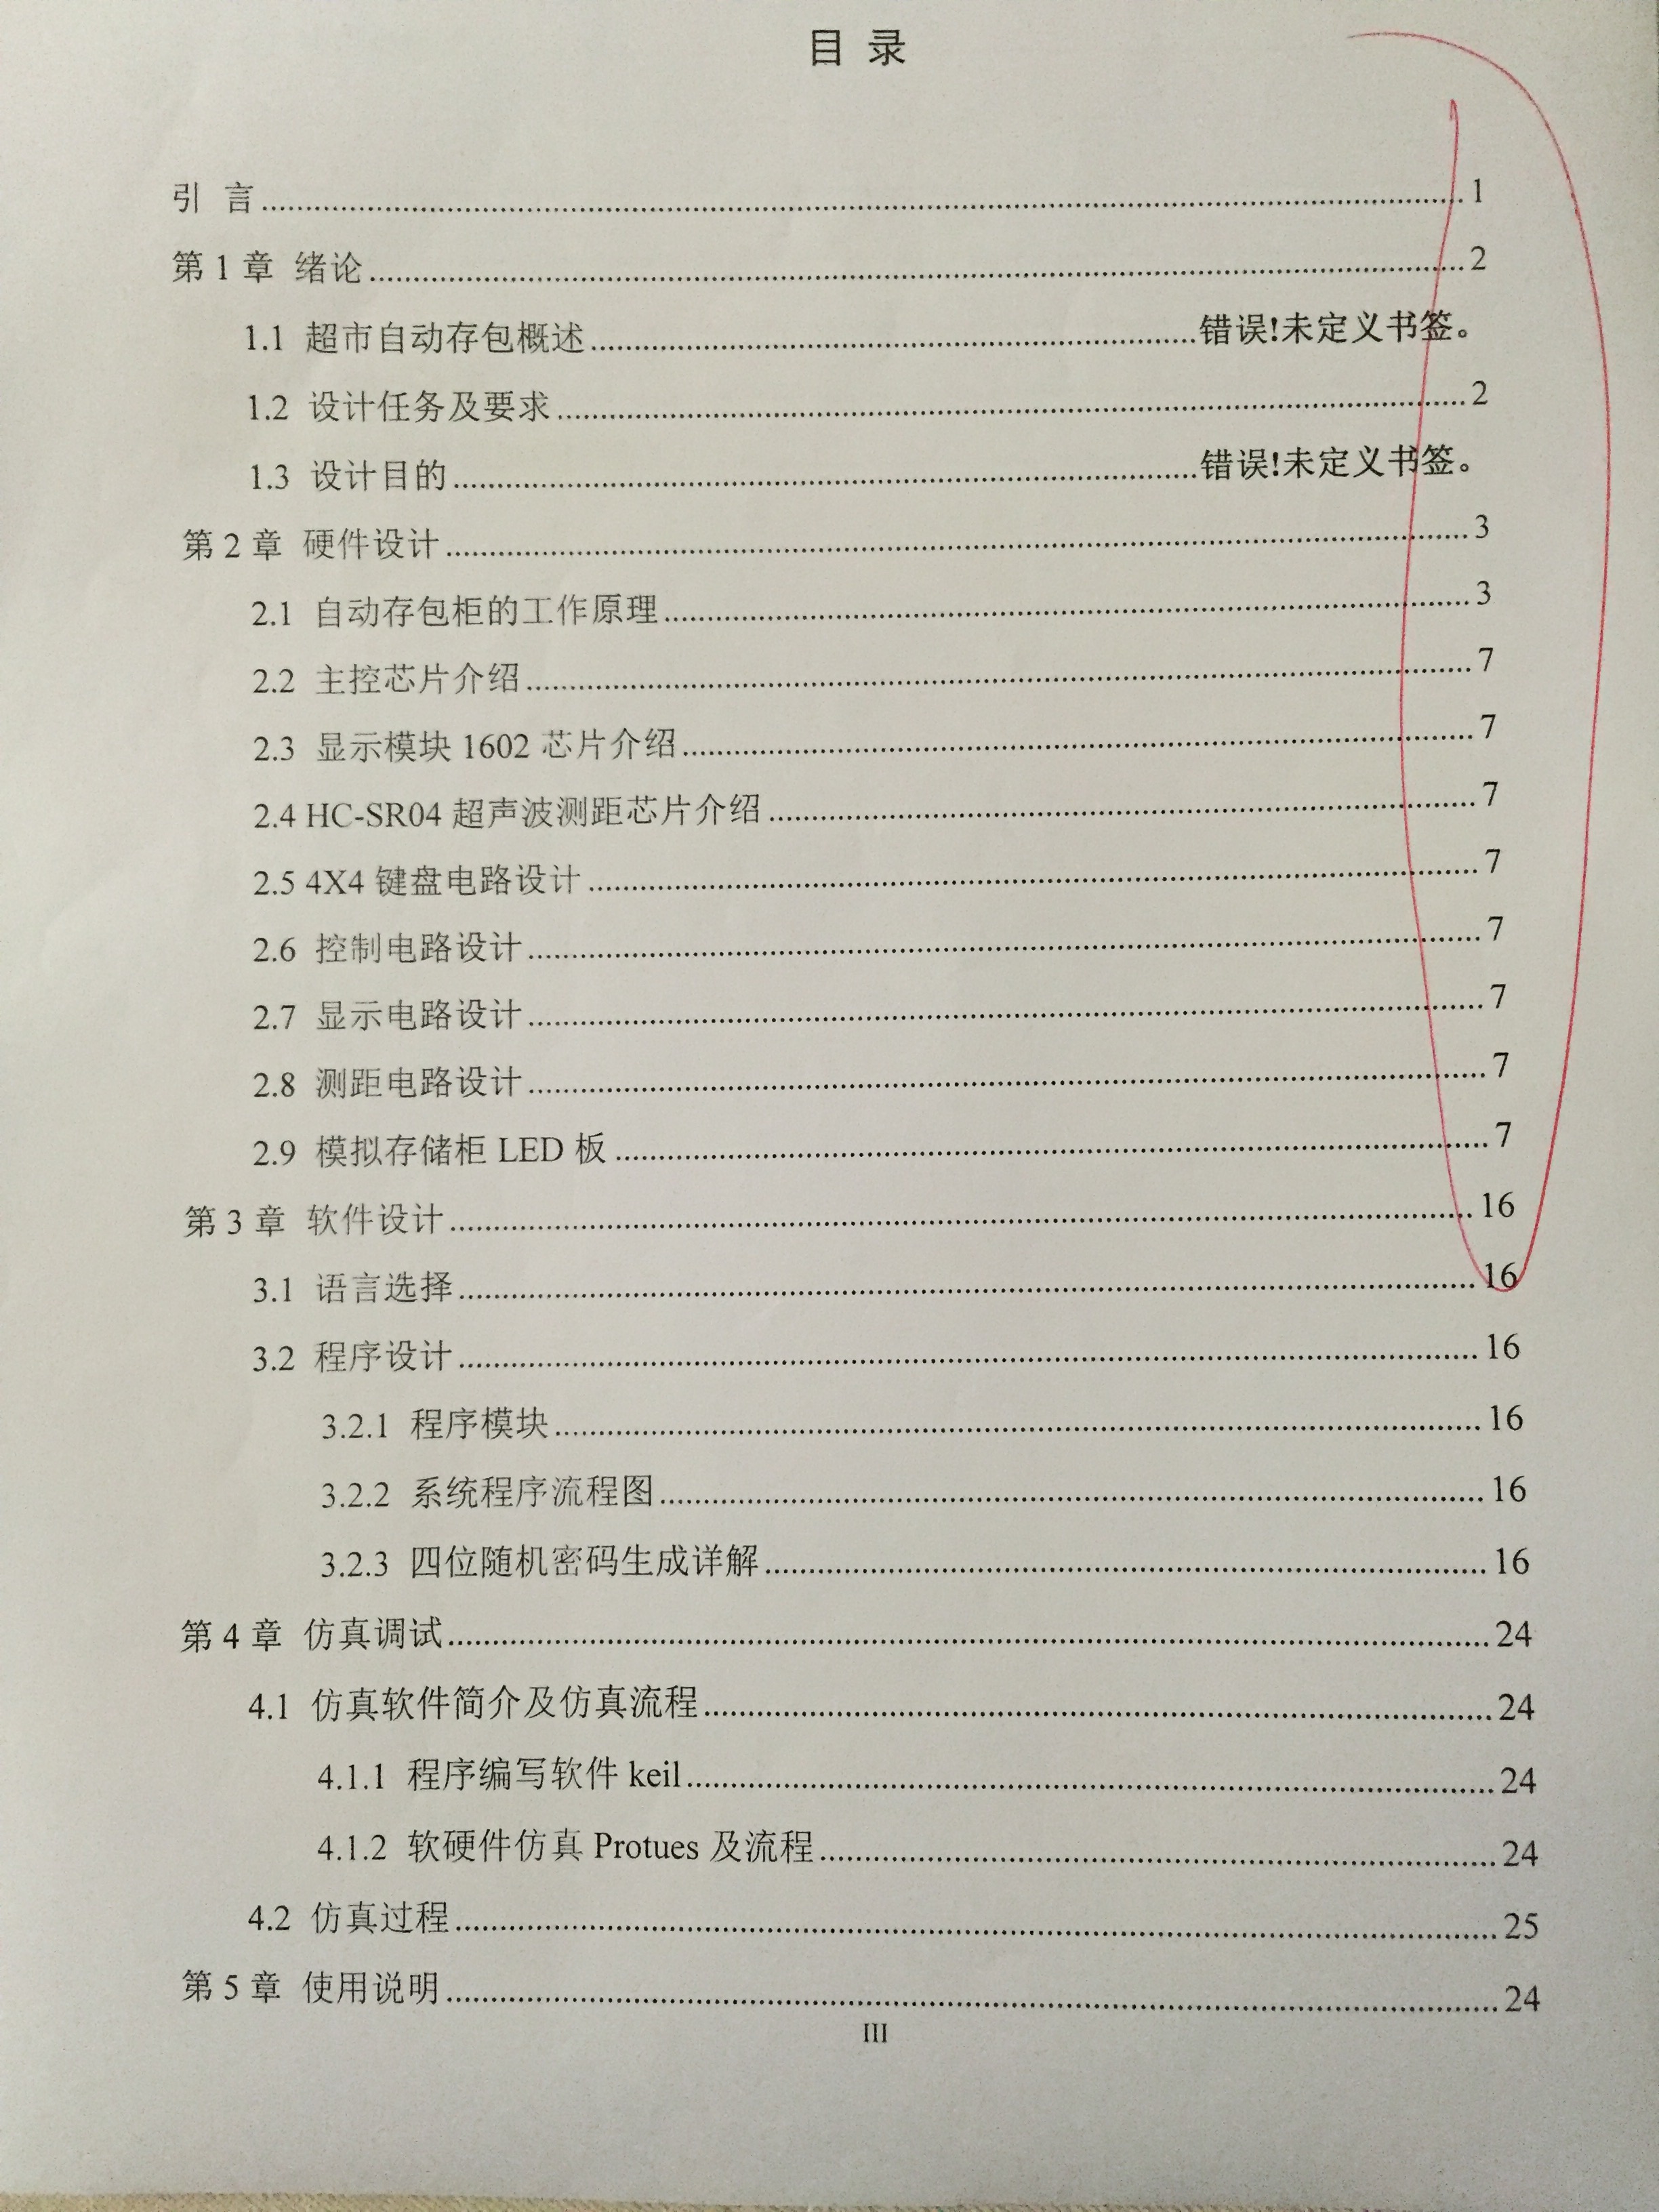 目 录
引 言........................1
第 1 章 绪论........................2
1.1 超市自动存包概述........................错误!未定义书签。
1.2 设计任务及要求........................2
1.3 设计目的........................错误!未定义书签。
第 2 章 硬件设计........................3
2.1 自动存包柜的工作原理........................3
2.2 主控芯片介绍........................7
2.3 显示模块 1602 芯片介绍........................7
2.4 HC-SR04 超声波测距芯片介绍........................7
2.5 4X4 键盘电路设计........................7
2.6 控制电路设计........................7
2.7 显示电路设计........................7
2.8 测距电路设计........................7
2.9 模拟存储柜 LED 板........................7
第 3 章 软件设计........................16
3.1 语言选择........................16
3.2 程序设计........................16
3.2.1 程序模块........................16
3.2.2 系统程序流程图........................16
3.2.3 四位随机密码生成详解........................16
第 4 章 仿真调试........................24
4.1 仿真软件简介及仿真流程........................24
4.1.1 程序编写软件 keil........................24
4.1.2 软硬件仿真 Protues 及流程........................24
4.2 仿真过程........................25
第 5 章 使用说明........................24
III